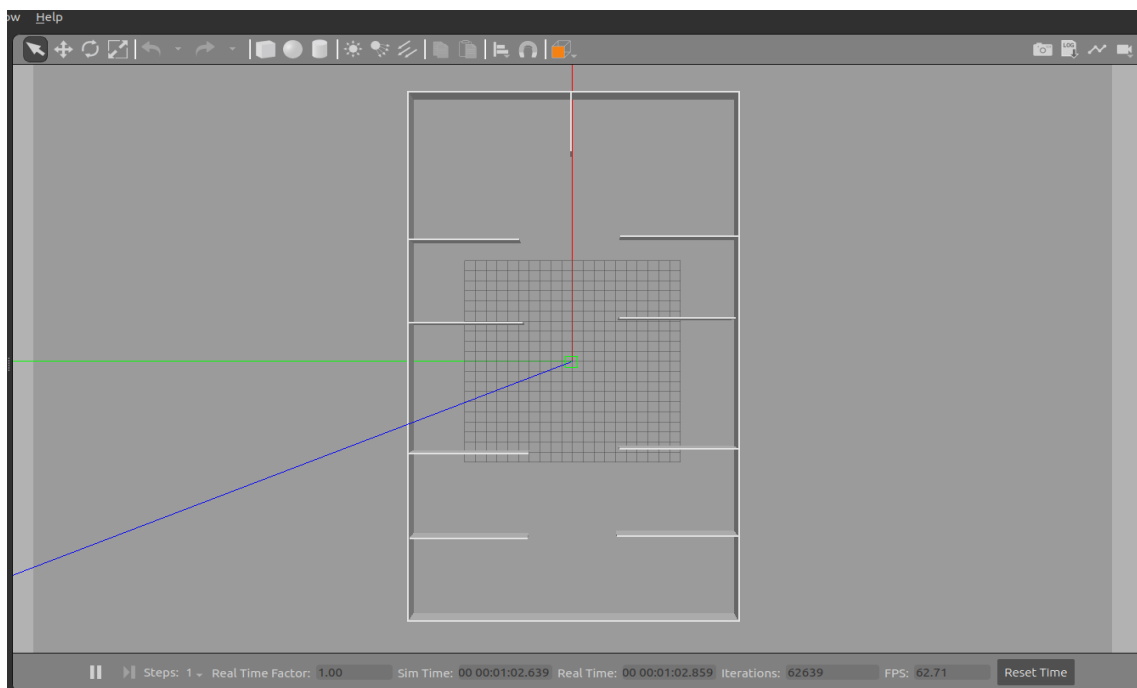 ow Help
LOG
Steps: 1 Real Time Factor: 1.00 Sim Time: 00 00:01:02.639 Real Time: 00 00:01:02.859 Iterations: 62639 FPS: 62.71 Reset Time